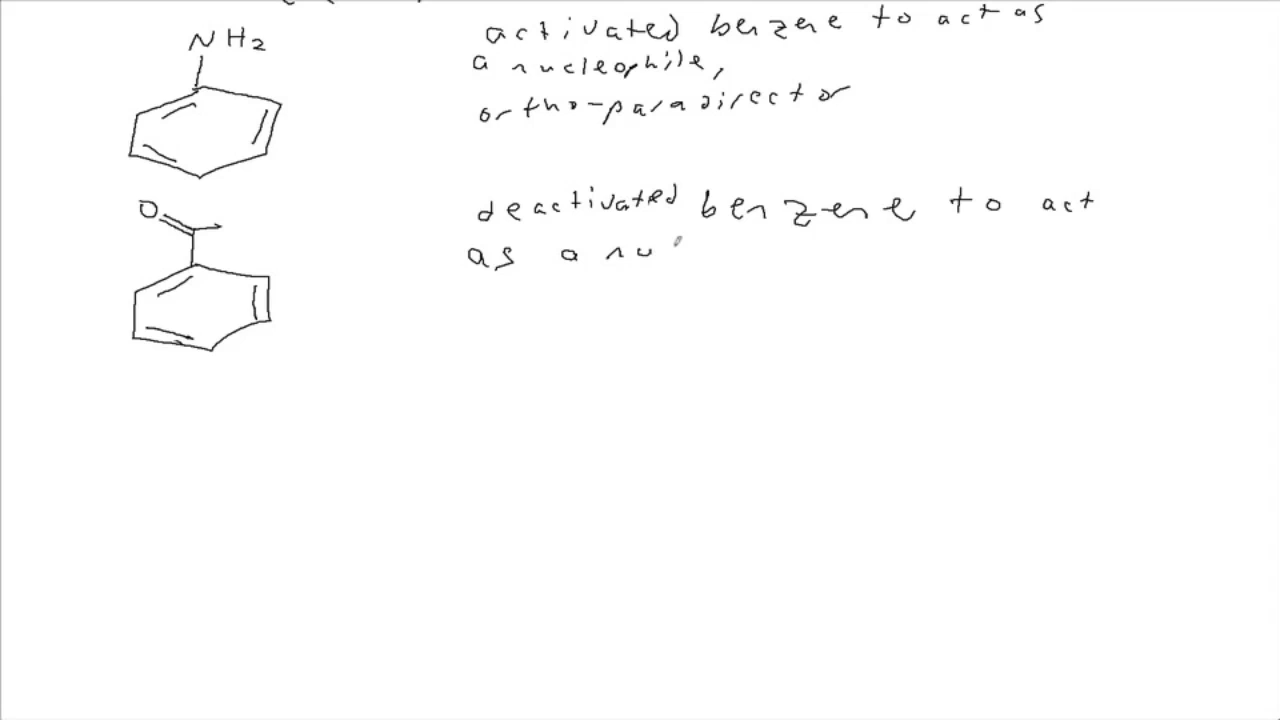 NH2
activated benzene to act as
a nucleophile,
ortho-para director
O
deactivated benzene to act
as a nu